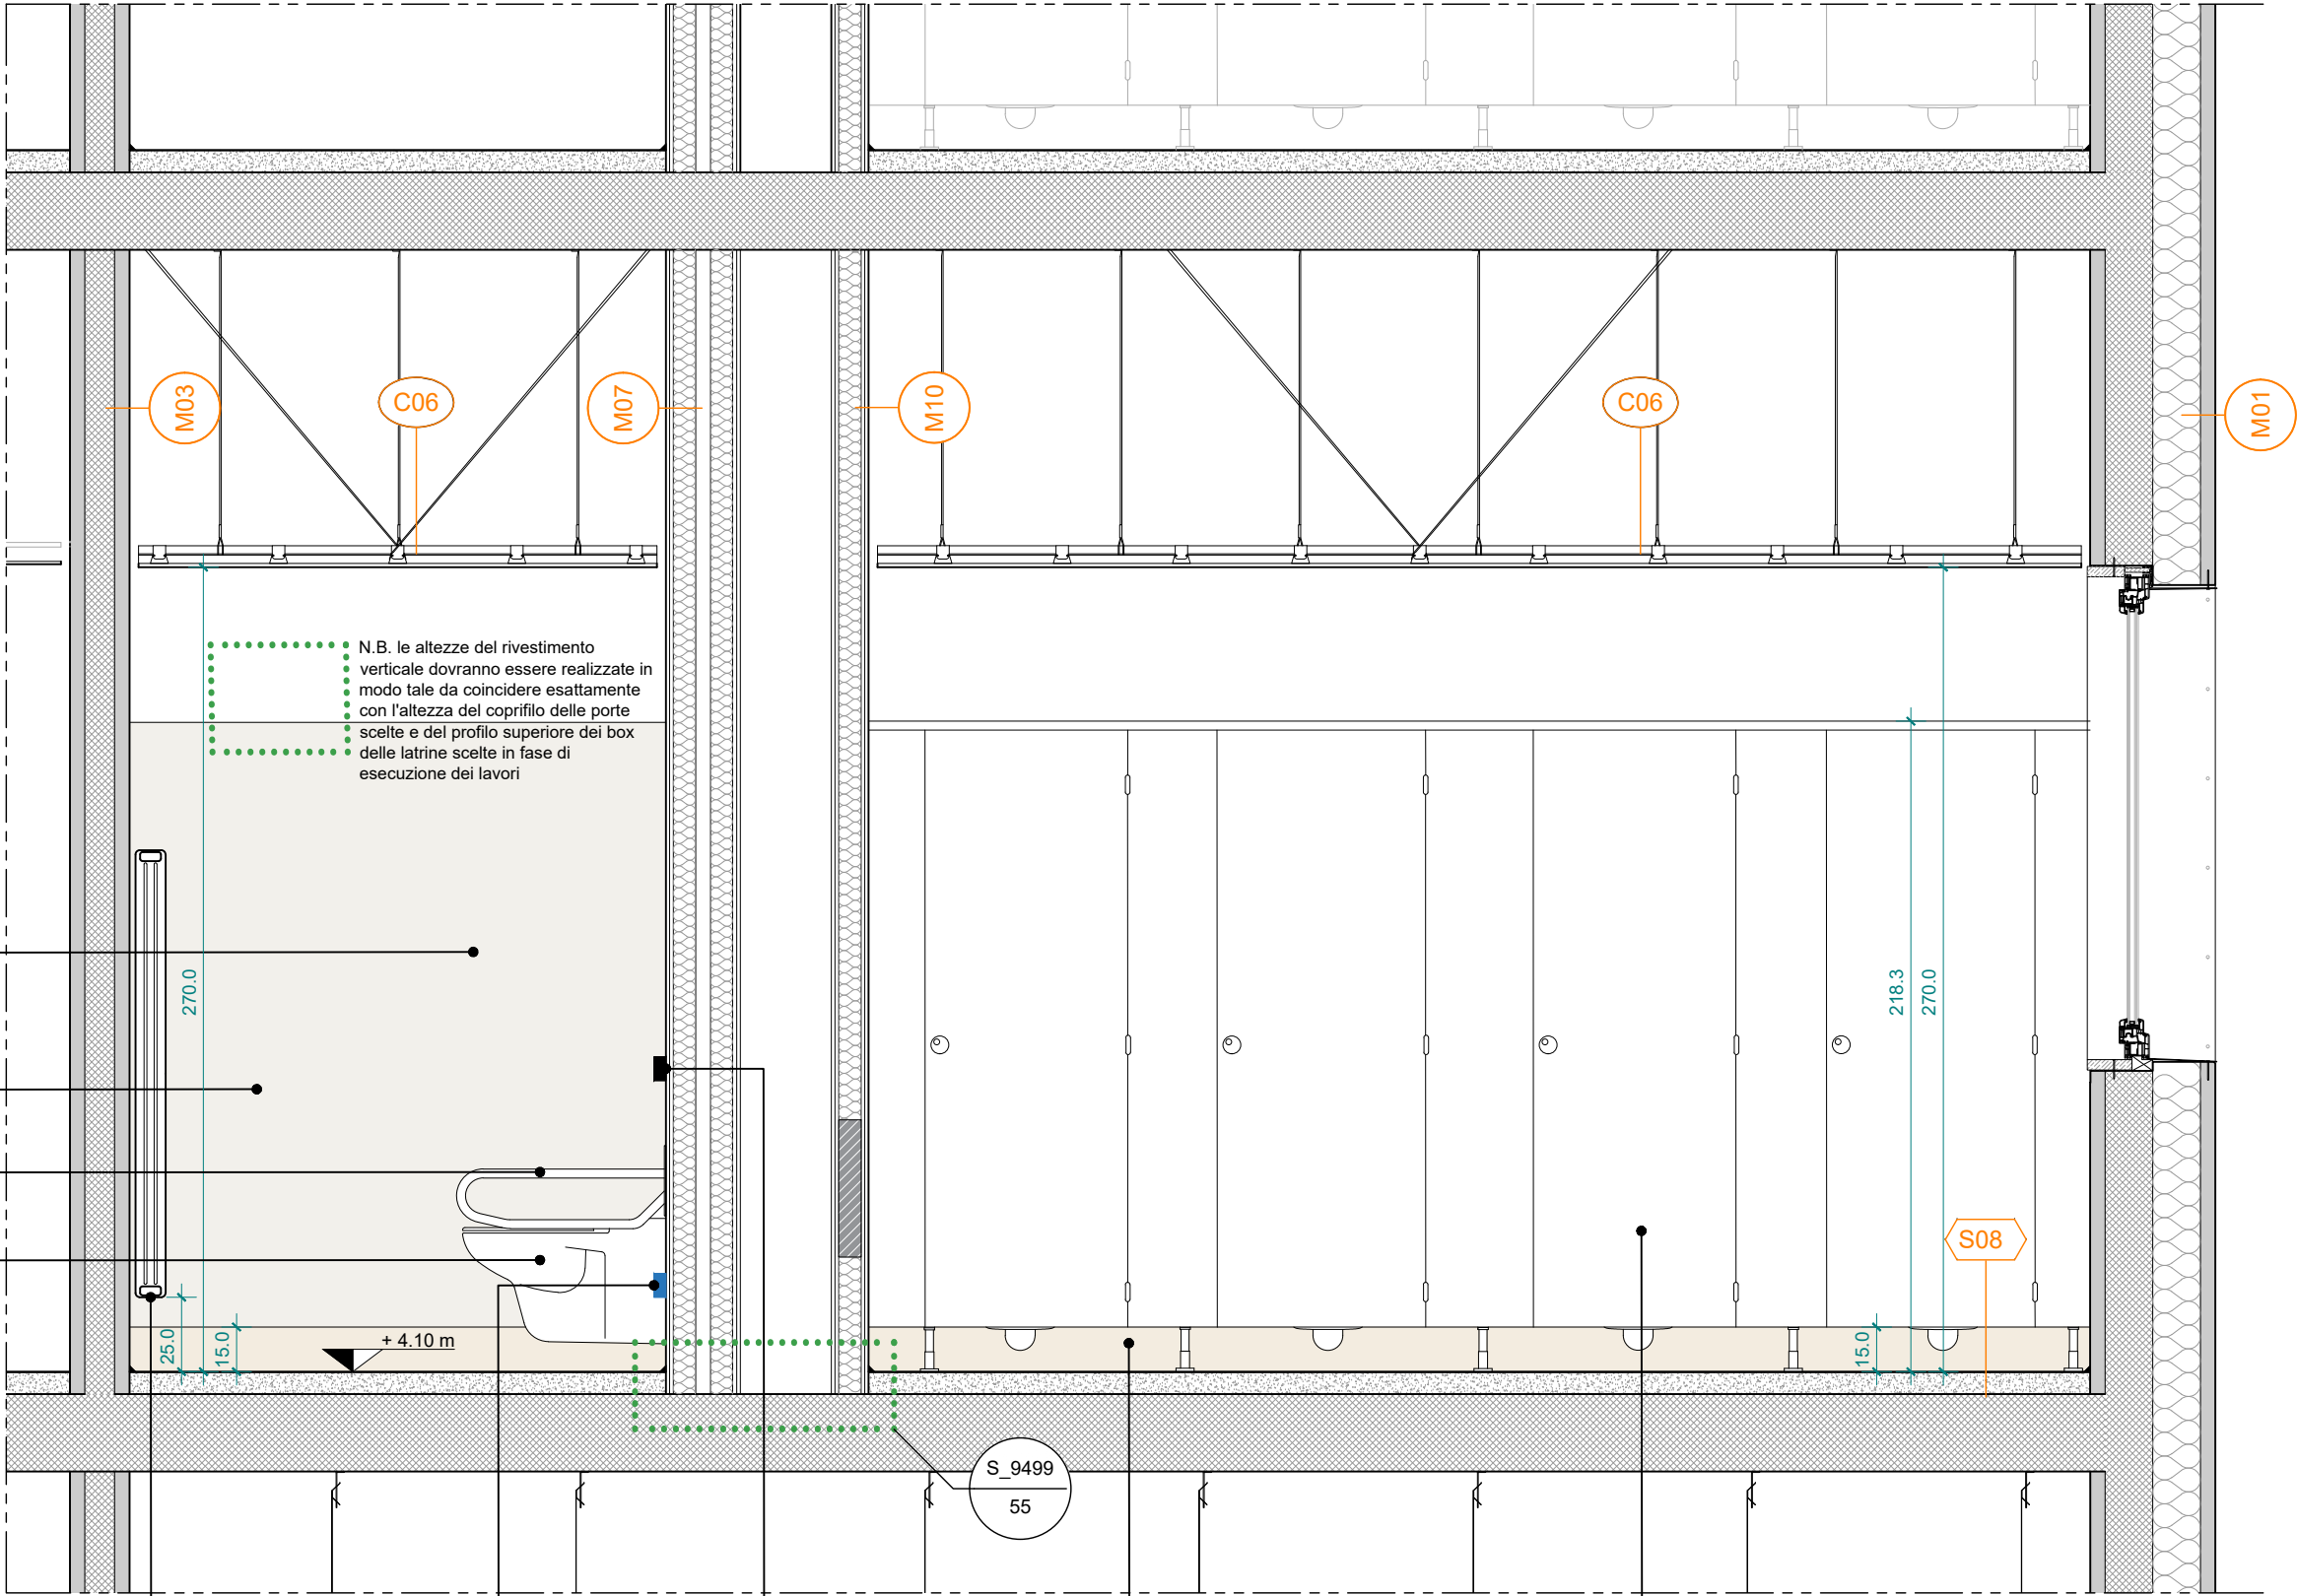 M03
C06
M07
M10
C06
M01
N.B. le altezze del rivestimento
verticale dovranno essere realizzate in
modo tale da coincidere esattamente
con l'altezza del coprifilo delle porte
scelte e del profilo superiore dei box
delle latrine scelte in fase di
esecuzione dei lavori
270.0
218.3
270.0
S08
25.0
15.0
+ 4.10 m
15.0
S_9499
55